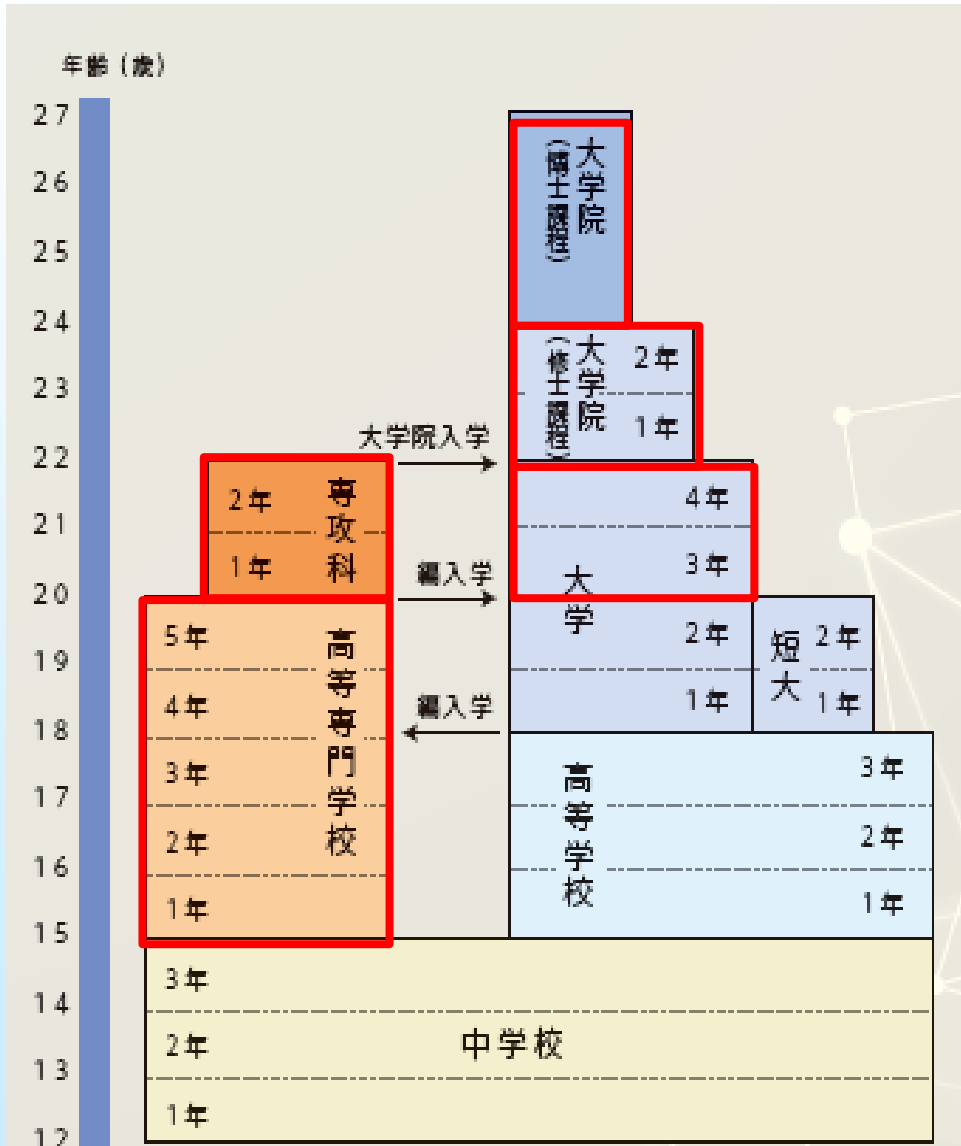 年齢（歳）
27
26
25
24
23
22
21
20
19
18
17
16
15
14
13
12
大学院
（博士課程）
大学院
（修士課程）
2年
1年
大学院入学
専攻科
2年
1年
編入学
大学
4年
3年
2年
1年
短大
2年
1年
高等専門学校
5年
4年
3年
2年
1年
編入学
高等学校
3年
2年
1年
中学校
3年
2年
1年